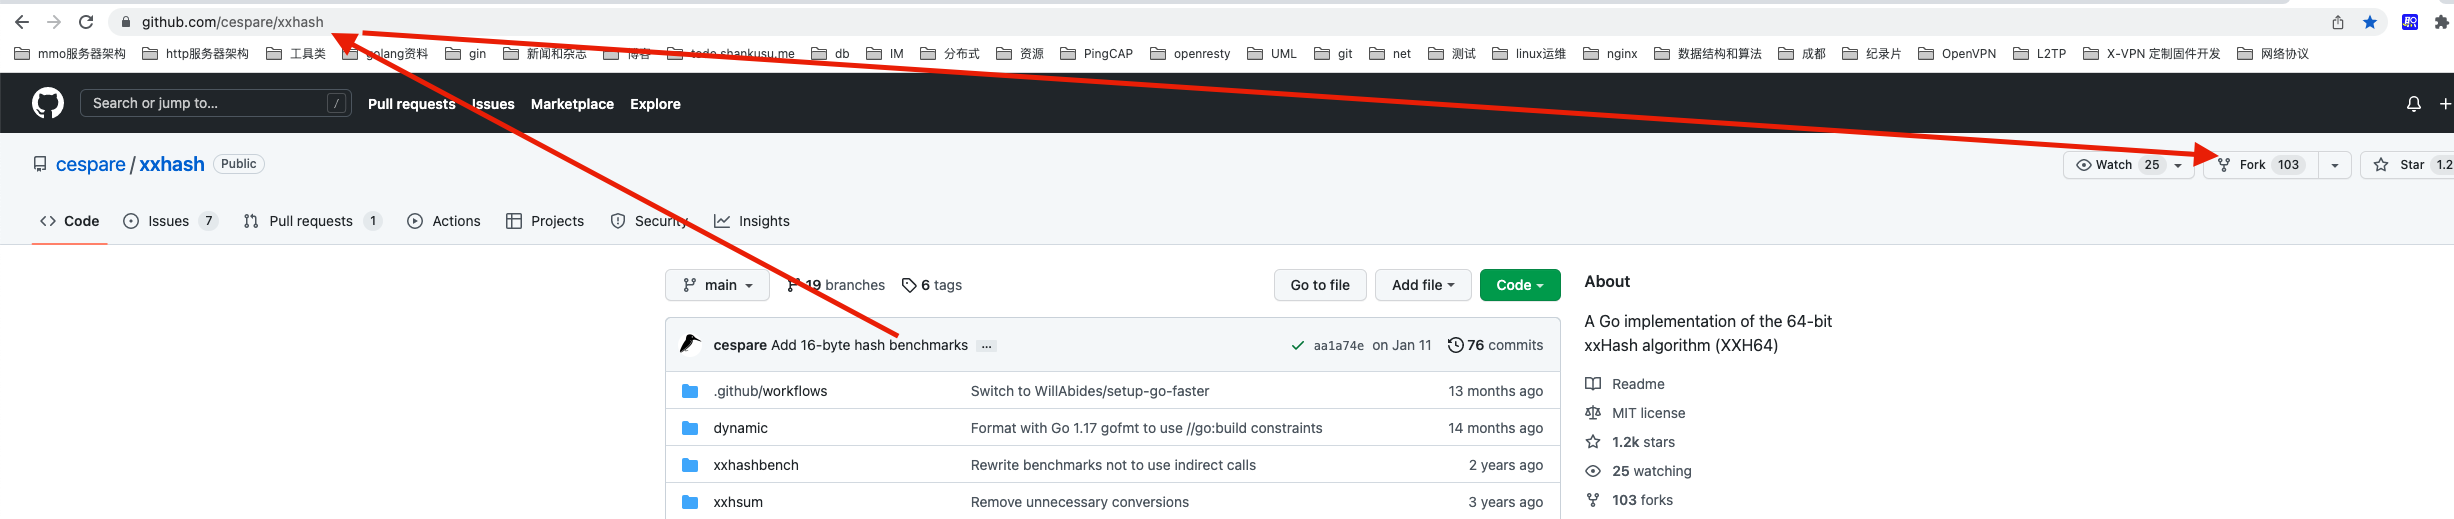 github.com/cespare/xxhash
mmo服务器架构 http服务器架构 工具类 golang资料 gin 新闻和杂志 博客 todo.shankusu.me db IM 分布式 资源 PingCAP openresty UML git net 测试 linux运维 nginx 数据结构和算法 成都 纪录片 OpenVPN L2TP X-VPN 定制固件开发 网络协议
Search or jump to... / Pull requests Issues Marketplace Explore
cespare / xxhash Public Watch 25 Fork 103 Star 1.2
Code Issues 7 Pull requests 1 Actions Projects Security Insights
main 19 branches 6 tags Go to file Add file Code
cespare Add 16-byte hash benchmarks ... aa1a74e on Jan 11 76 commits
.github/workflows Switch to WillAbides/setup-go-faster 13 months ago
dynamic Format with Go 1.17 gofmt to use //go:build constraints 14 months ago
xxhashbench Rewrite benchmarks not to use indirect calls 2 years ago
xxhsum Remove unnecessary conversions 3 years ago
About
A Go implementation of the 64-bit
xxHash algorithm (XXH64)
Readme
MIT license
1.2k stars
25 watching
103 forks